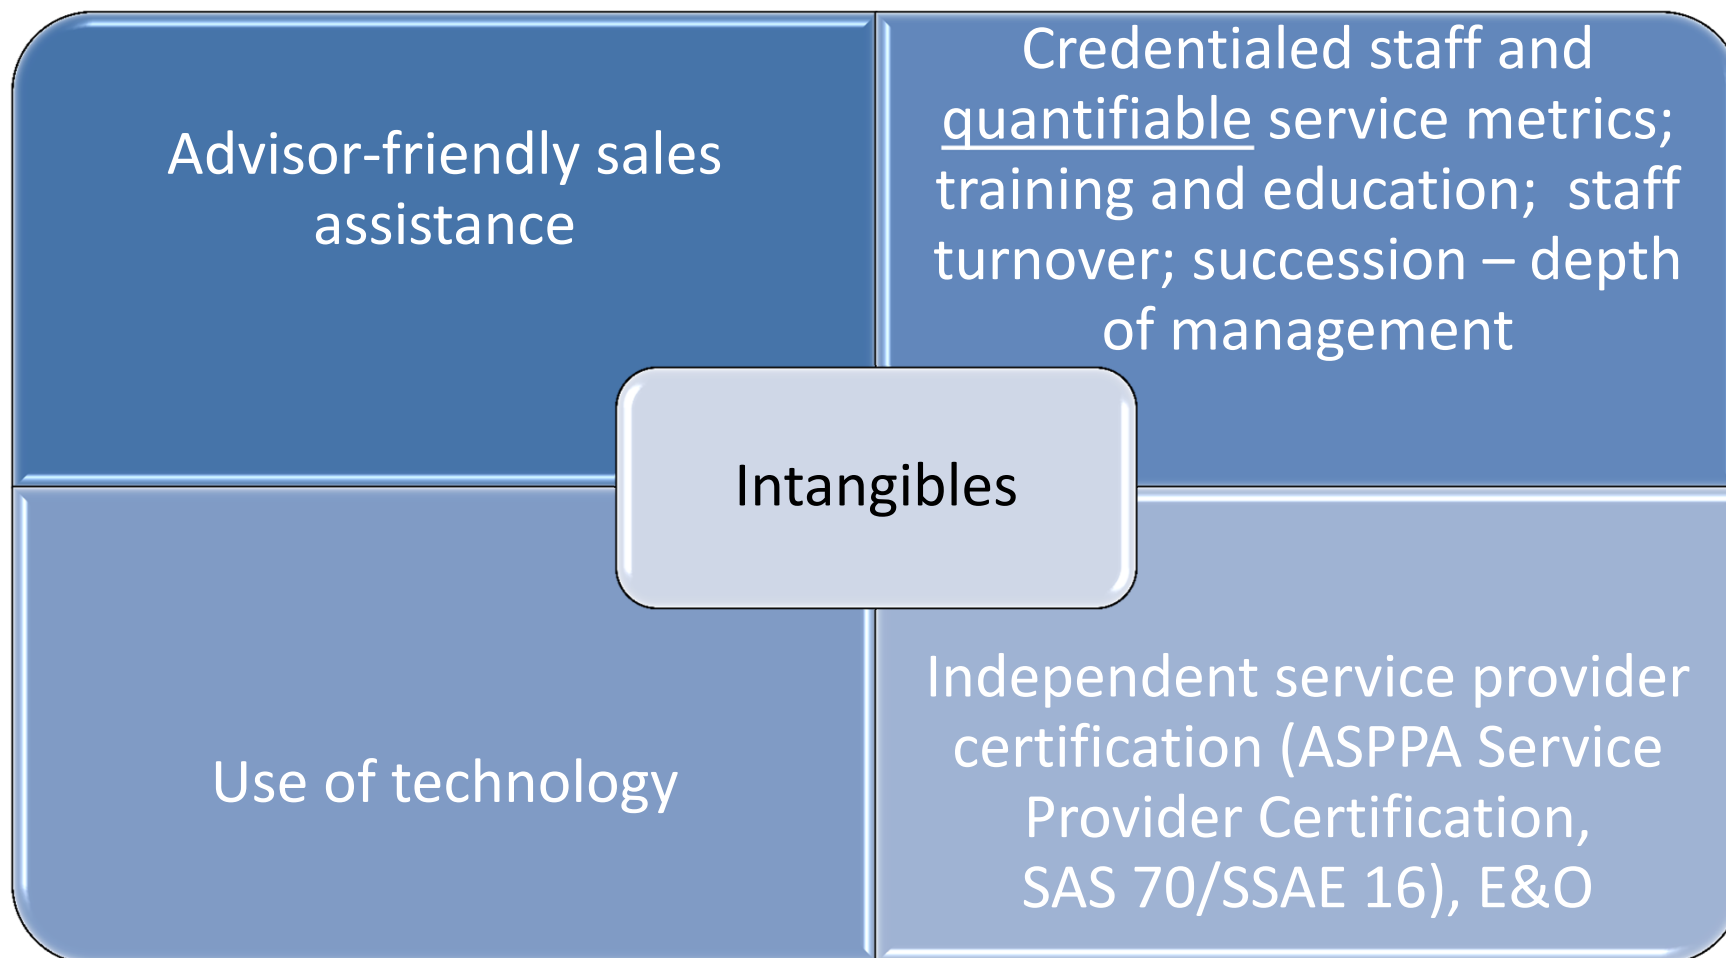 Advisor-friendly sales
assistance
Credentialed staff and
quantifiable service metrics;
training and education;  staff
turnover; succession – depth
of management
Intangibles
Use of technology
Independent service provider
certification (ASPPA Service
Provider Certification,
SAS 70/SSAE 16), E&O